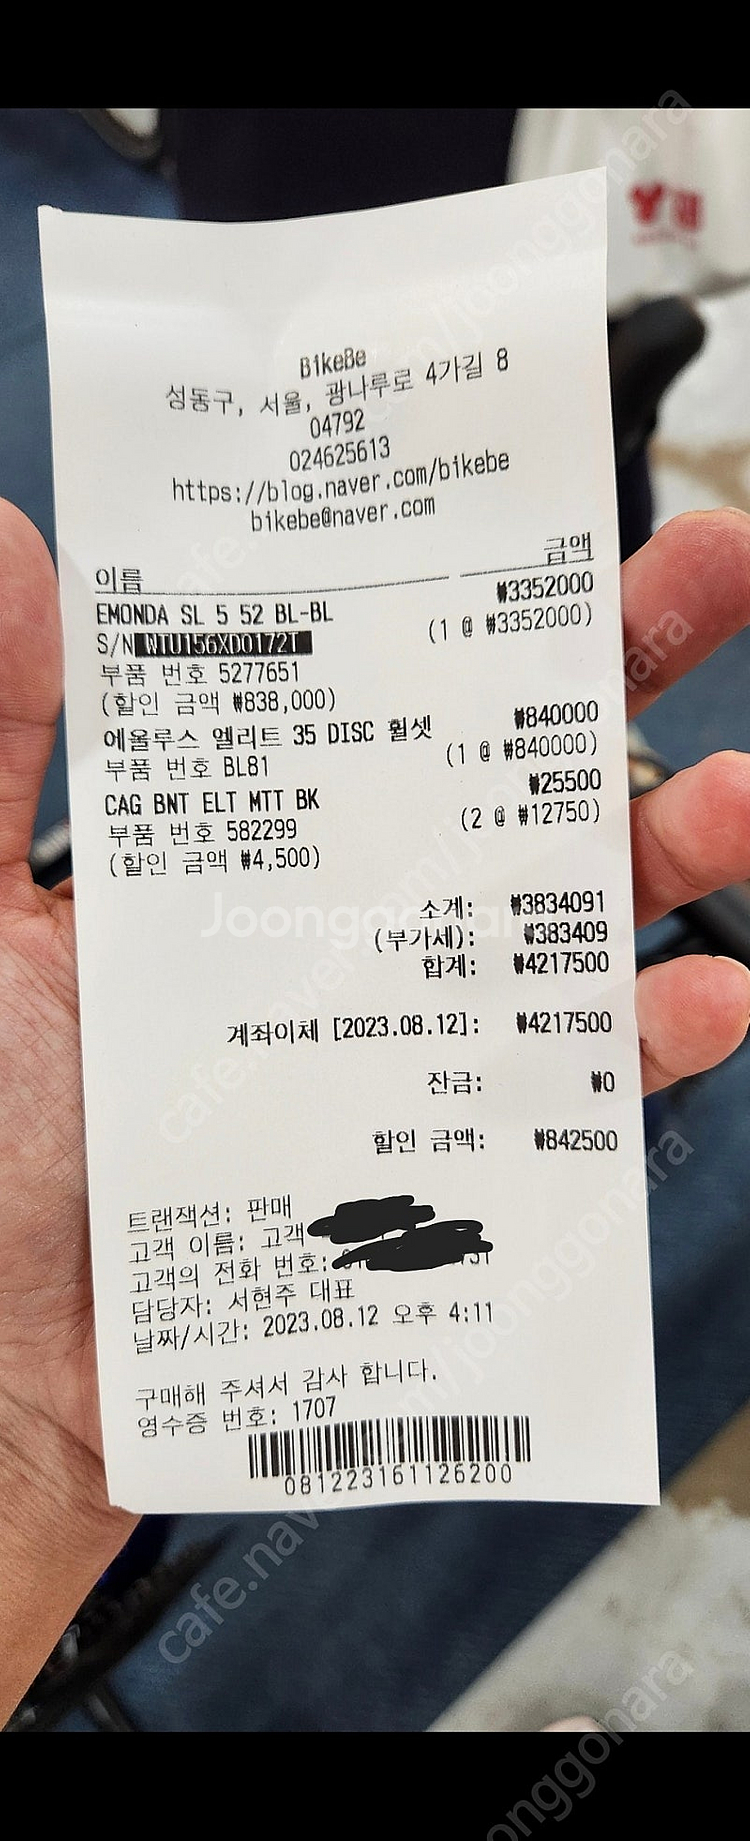 BikeBe
성동구, 서울, 광나루로 4가길 8
04792
024625613
https://blog.naver.com/bikebe
bikebe@naver.com
이름 금액
EMONDA SL 5 52 BL-BL ₩3352000
S/N WTU156XD0172T (1 @ ₩3352000)
부품 번호 5277651
(할인 금액 ₩838,000)
에올루스 엘리트 35 DISC 휠셋 ₩840000
부품 번호 BL81 (1 @ ₩840000)
CAG BNT ELT MTT BK ₩25500
부품 번호 582299 (2 @ ₩12750)
(할인 금액 ₩4,500)
소계: ₩3834091
(부가세): ₩383409
합계: ₩4217500
계좌이체 [2023.08.12]: ₩4217500
잔금: ₩0
할인 금액: ₩842500
트랜잭션: 판매
고객 이름: 고객
고객의 전화 번호:
담당자: 서현주 대표
날짜/시간: 2023.08.12 오후 4:11
구매해 주셔서 감사 합니다.
영수증 번호: 1707
081223161126200
Joonggonara
cafe.naver.com/joonggonara